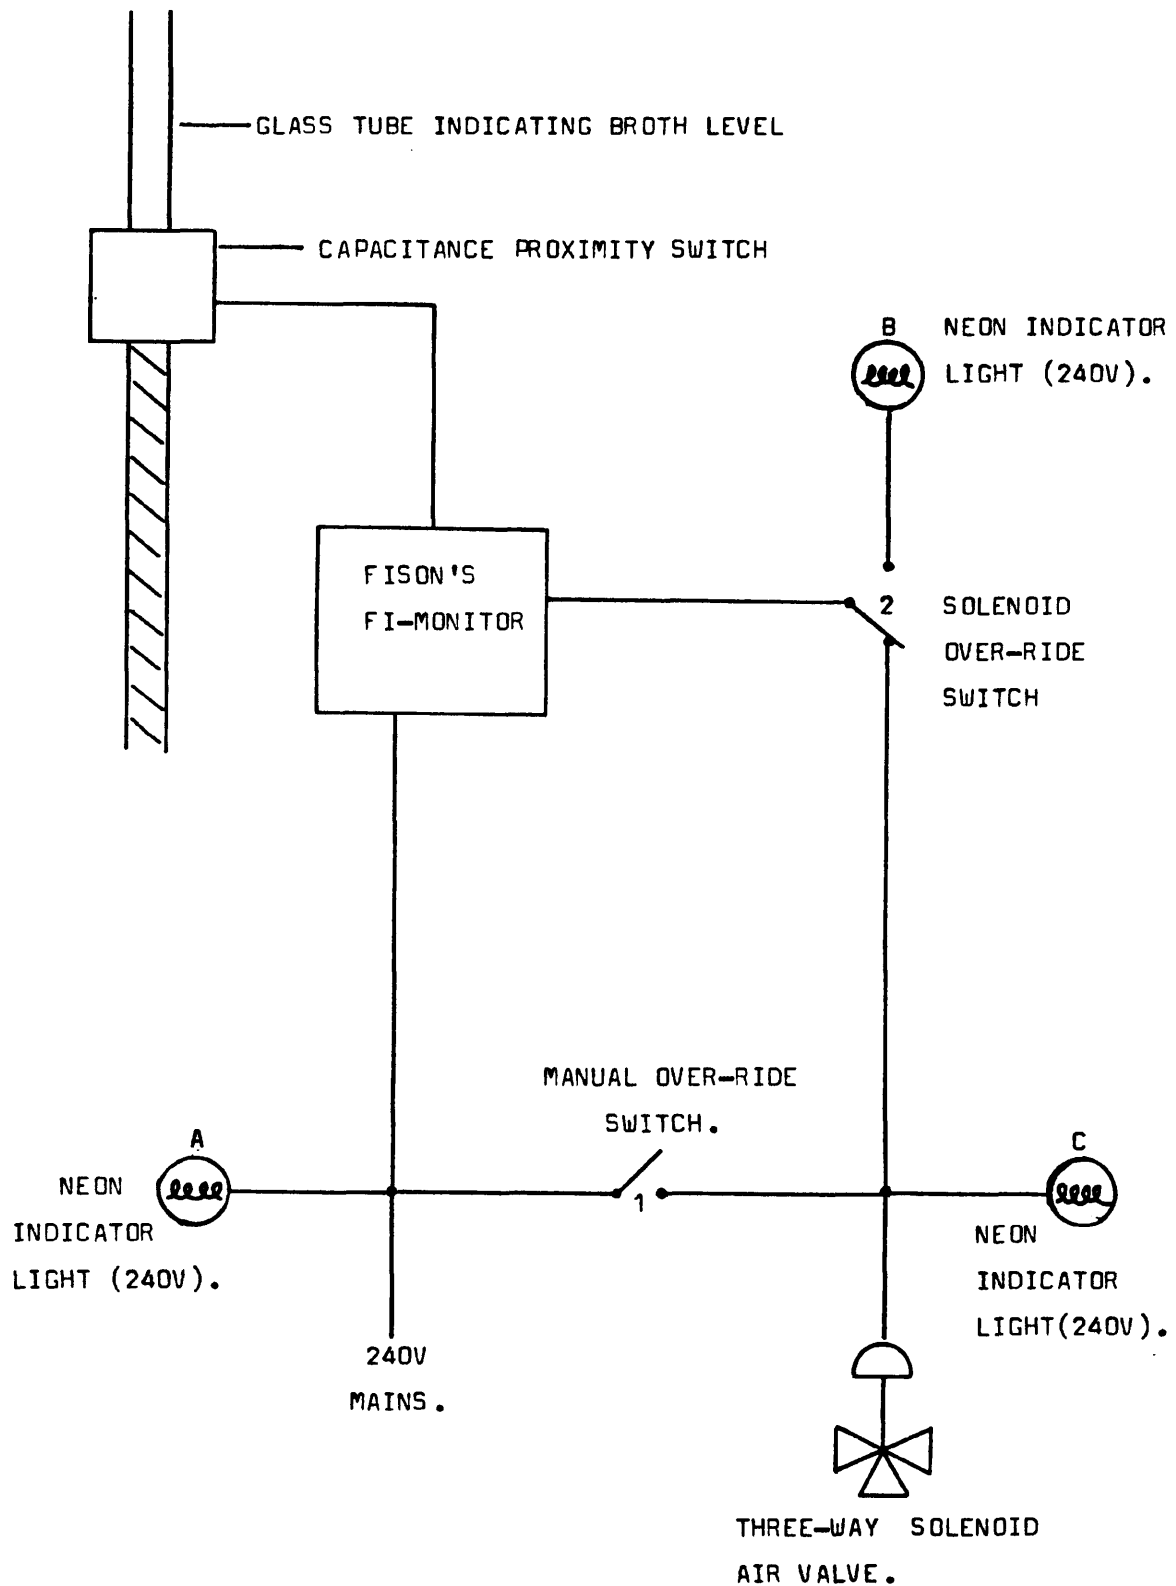 GLASS TUBE INDICATING BROTH LEVEL
CAPACITANCE PROXIMITY SWITCH
B
NEON INDICATOR
LIGHT (240V).
FISON'S
FI-MONITOR
2
SOLENOID
OVER-RIDE
SWITCH
MANUAL OVER-RIDE
SWITCH.
1
A
NEON
INDICATOR
LIGHT (240V).
C
NEON
INDICATOR
LIGHT(240V).
240V
MAINS.
THREE-WAY SOLENOID
AIR VALVE.